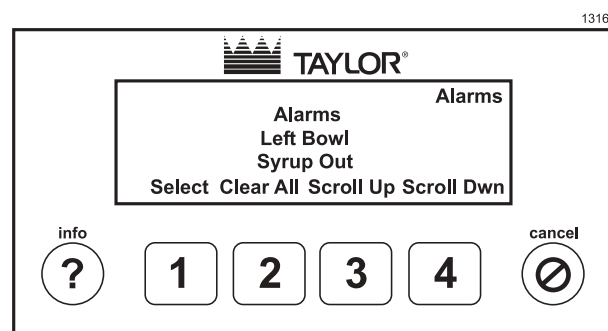 1316
TAYLOR®
Alarms
Alarms
Left Bowl
Syrup Out
Select Clear All Scroll Up Scroll Dwn
info
cancel
? 1 2 3 4